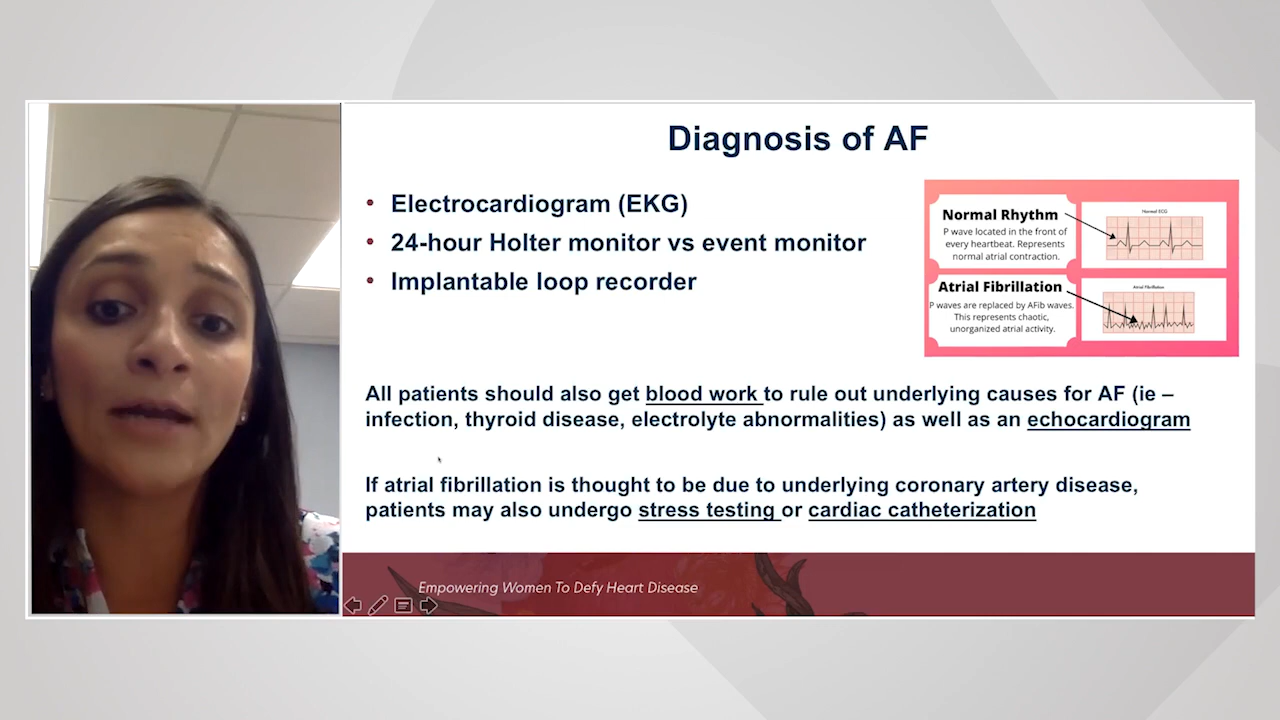 Diagnosis of AF
• Electrocardiogram (EKG)
• 24-hour Holter monitor vs event monitor
• Implantable loop recorder
Normal Rhythm
P wave located in the front of
every heartbeat. Represents
normal atrial contraction.
Normal ECG
Atrial Fibrillation
P waves are replaced by AFib waves.
This represents chaotic,
unorganized atrial activity.
Atrial Fibrillation
All patients should also get blood work to rule out underlying causes for AF (ie –
infection, thyroid disease, electrolyte abnormalities) as well as an echocardiogram
If atrial fibrillation is thought to be due to underlying coronary artery disease,
patients may also undergo stress testing or cardiac catheterization
Empowering Women To Defy Heart Disease